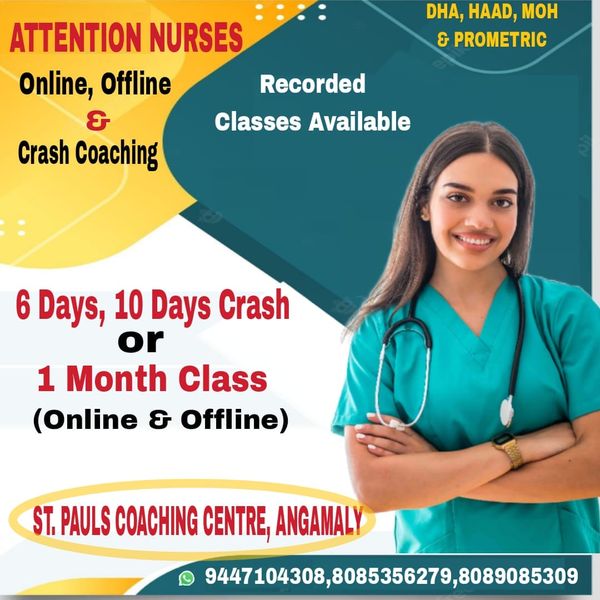 DHA, HAAD, MOH
& PROMETRIC
ATTENTION NURSES
Online, Offline
&
Crash Coaching
Recorded
Classes Available
6 Days, 10 Days Crash
or
1 Month Class
(Online & Offline)
ST. PAULS COACHING CENTRE, ANGAMALY
9447104308,8085356279,8089085309